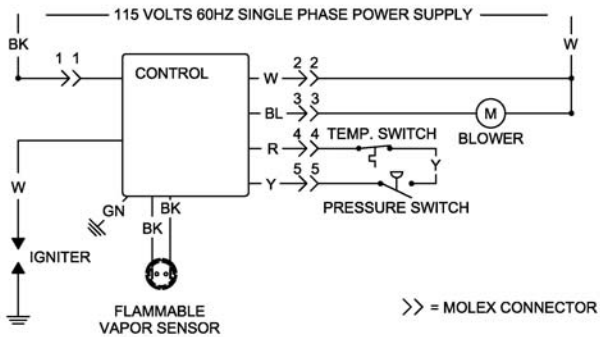 115 VOLTS 60HZ SINGLE PHASE POWER SUPPLY
BK
W
1 1
CONTROL
W 2 2
BL 3 3
M
BLOWER
R 4 4 TEMP. SWITCH
Y
Y 5 5
PRESSURE SWITCH
W
GN
BK
BK
IGNITER
FLAMMABLE
VAPOR SENSOR
= MOLEX CONNECTOR